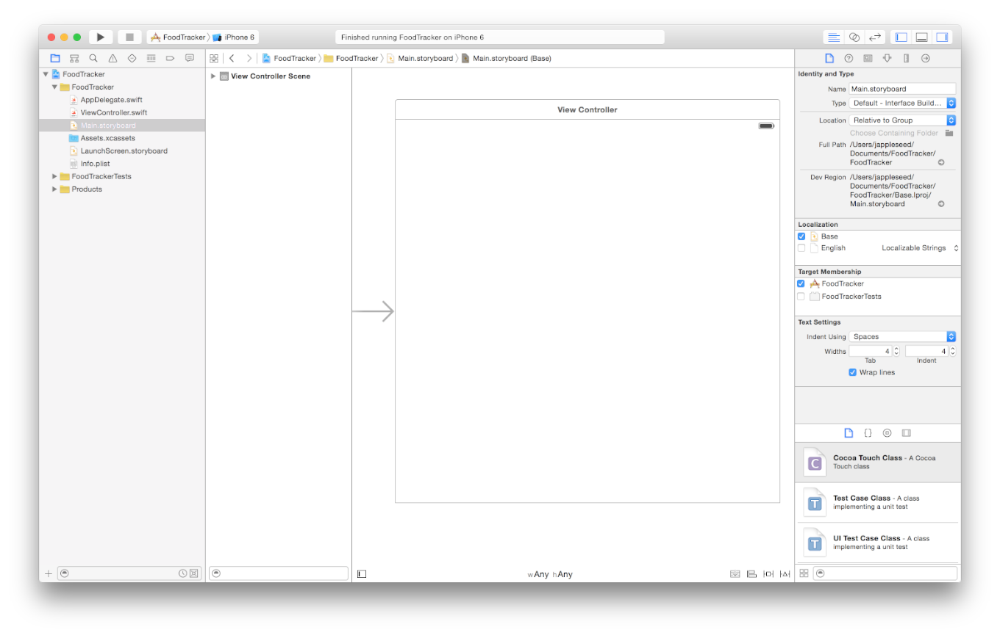 FoodTracker
iPhone 6
Finished running FoodTracker on iPhone 6
FoodTracker
FoodTracker
Main.storyboard
Main.storyboard (Base)
FoodTracker
FoodTracker
AppDelegate.swift
ViewController.swift
Main.storyboard
Assets.xcassets
LaunchScreen.storyboard
Info.plist
FoodTrackerTests
Products
View Controller Scene
View Controller
wAny hAny
Identity and Type
Name Main.storyboard
Type Default - Interface Build...
Location Relative to Group
Choose Containing Folder
Full Path /Users/jappleseed/
Documents/FoodTracker/
FoodTracker
Dev Region /Users/jappleseed/
Documents/FoodTracker/
FoodTracker/Base.lproj/
Main.storyboard
Localization
Base
English Localizable Strings
Target Membership
FoodTracker
FoodTrackerTests
Text Settings
Indent Using Spaces
Widths 4 4
Tab Indent
Wrap lines
{}
C
Cocoa Touch Class - A Cocoa
Touch class
T
Test Case Class - A class
implementing a unit test
T
UI Test Case Class - A class
implementing a unit test